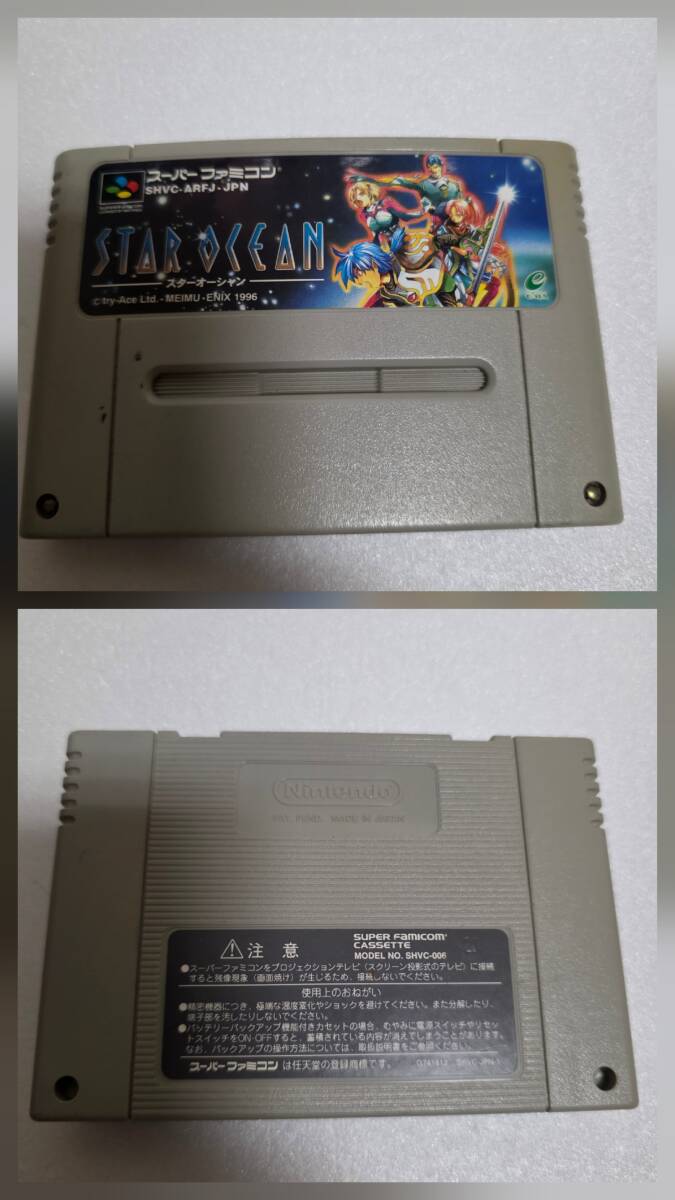 スーパーファミコン
SHVC-ARFJ-JPN
STAR OCEAN
スターオーシャン
©try-Ace Ltd.-MEIMU-ENIX 1996
Nintendo
PAT. PEND. MADE IN JAPAN
注意
SUPER Famicom
CASSETTE
MODEL NO. SHVC-006
●スーパーファミコンをプロジェクションテレビ(スクリーン投影式のテレビ)に接続
すると残像現象(画面焼け)が生じるため、接続しないでください。
使用上のおねがい
●精密機器につき、極端な温度変化やショックを避けてください。また分解したり、
端子部を汚したりしないでください。
●バッテリーバックアップ機能付きカセットの場合、むやみに電源スイッチやリセッ
トスイッチをON・OFFすると、蓄積されている内容が消えてしまうことがあります。
なお、バックアップの操作方法については、取扱説明書をご参照ください。
スーパーファミコンは任天堂の登録商標です。